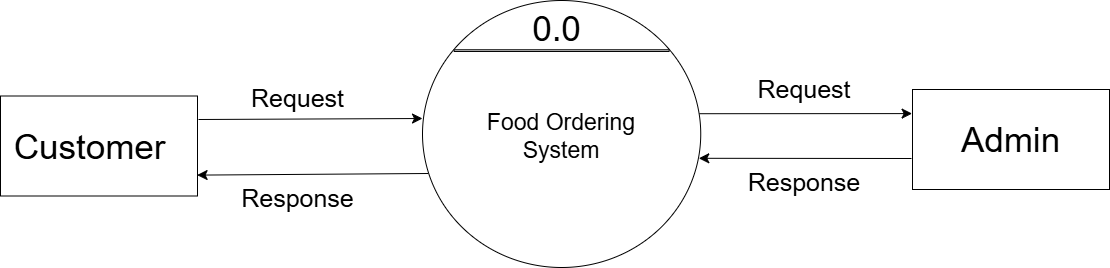 0.0
Request
Request
Customer
Food Ordering
System
Admin
Response
Response